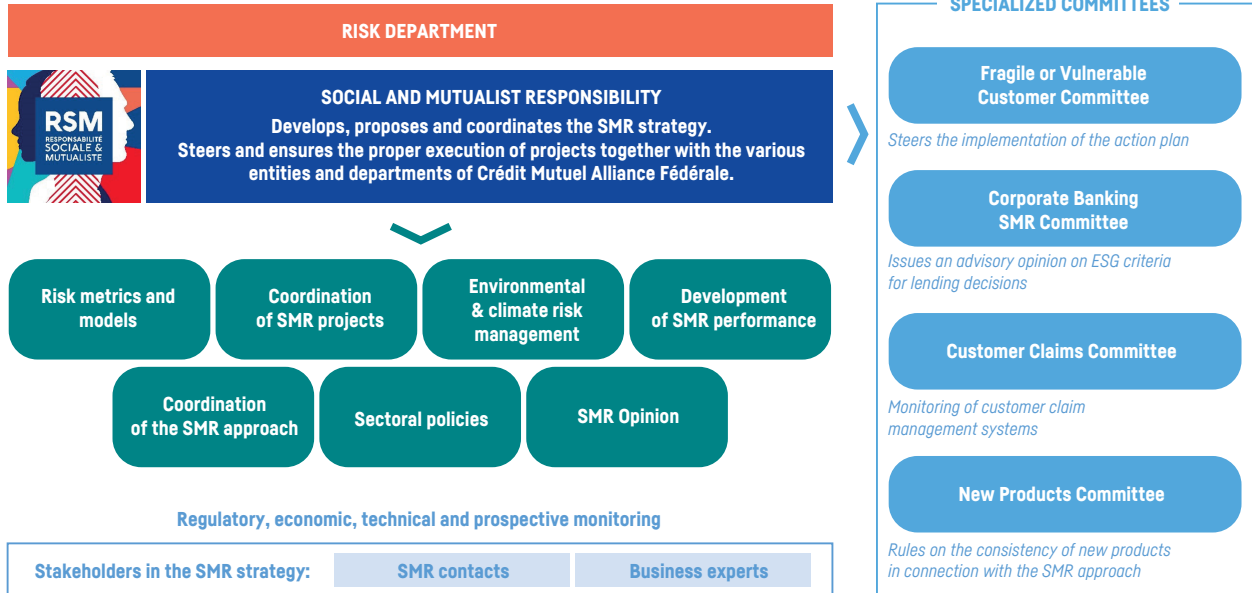 RISK DEPARTMENT
RSM
RESPONSABILITÉ
SOCIALE &
MUTUALISTE
SOCIAL AND MUTUALIST RESPONSIBILITY
Develops, proposes and coordinates the SMR strategy.
Steers and ensures the proper execution of projects together with the various
entities and departments of Crédit Mutuel Alliance Fédérale.
Risk metrics and
models
Coordination
of SMR projects
Environmental
& climate risk
management
Development
of SMR performance
Coordination
of the SMR approach
Sectoral policies
SMR Opinion
Regulatory, economic, technical and prospective monitoring
Stakeholders in the SMR strategy:
SMR contacts
Business experts
SPECIALIZED COMMITTEES
Fragile or Vulnerable
Customer Committee
Steers the implementation of the action plan
Corporate Banking
SMR Committee
Issues an advisory opinion on ESG criteria
for lending decisions
Customer Claims Committee
Monitoring of customer claim
management systems
New Products Committee
Rules on the consistency of new products
in connection with the SMR approach